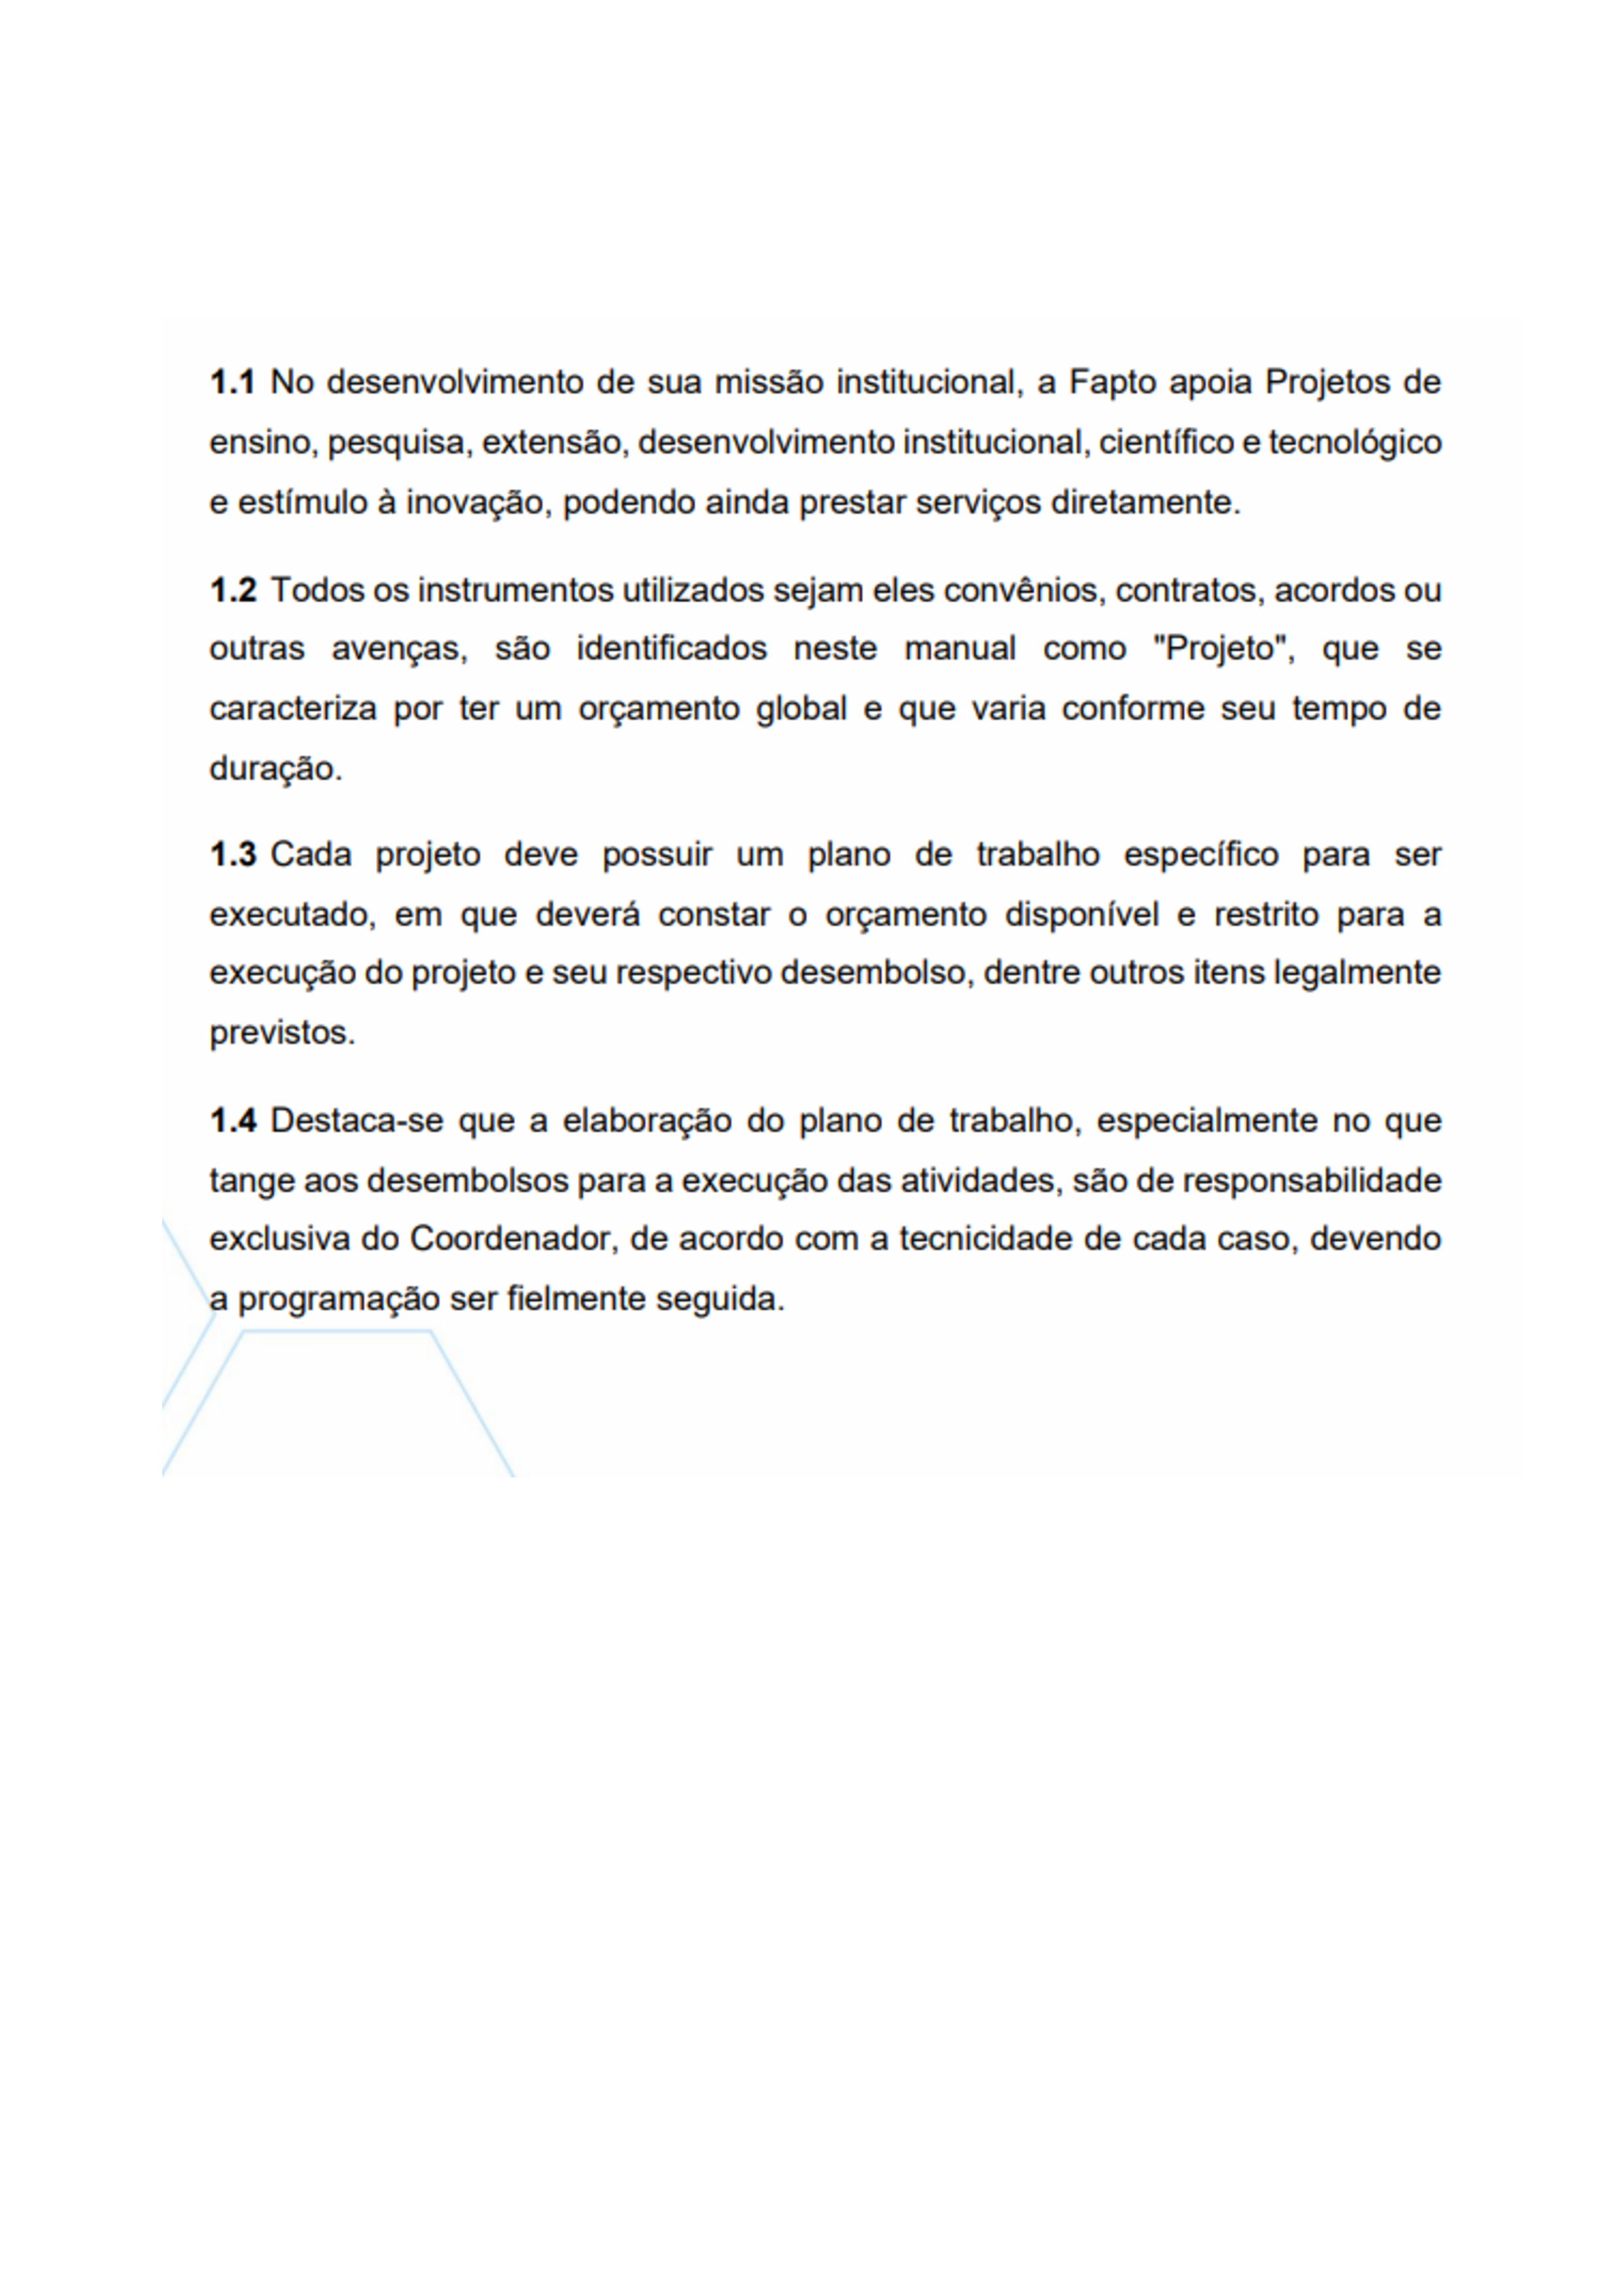 1.1 No desenvolvimento de sua missão institucional, a Fapto apoia Projetos de
ensino, pesquisa, extensão, desenvolvimento institucional, científico e tecnológico
e estímulo à inovação, podendo ainda prestar serviços diretamente.
1.2 Todos os instrumentos utilizados sejam eles convênios, contratos, acordos ou
outras avenças, são identificados neste manual como "Projeto", que se
caracteriza por ter um orçamento global e que varia conforme seu tempo de
duração.
1.3 Cada projeto deve possuir um plano de trabalho específico para ser
executado, em que deverá constar o orçamento disponível e restrito para a
execução do projeto e seu respectivo desembolso, dentre outros itens legalmente
previstos.
1.4 Destaca-se que a elaboração do plano de trabalho, especialmente no que
tange aos desembolsos para a execução das atividades, são de responsabilidade
exclusiva do Coordenador, de acordo com a tecnicidade de cada caso, devendo
a programação ser fielmente seguida.